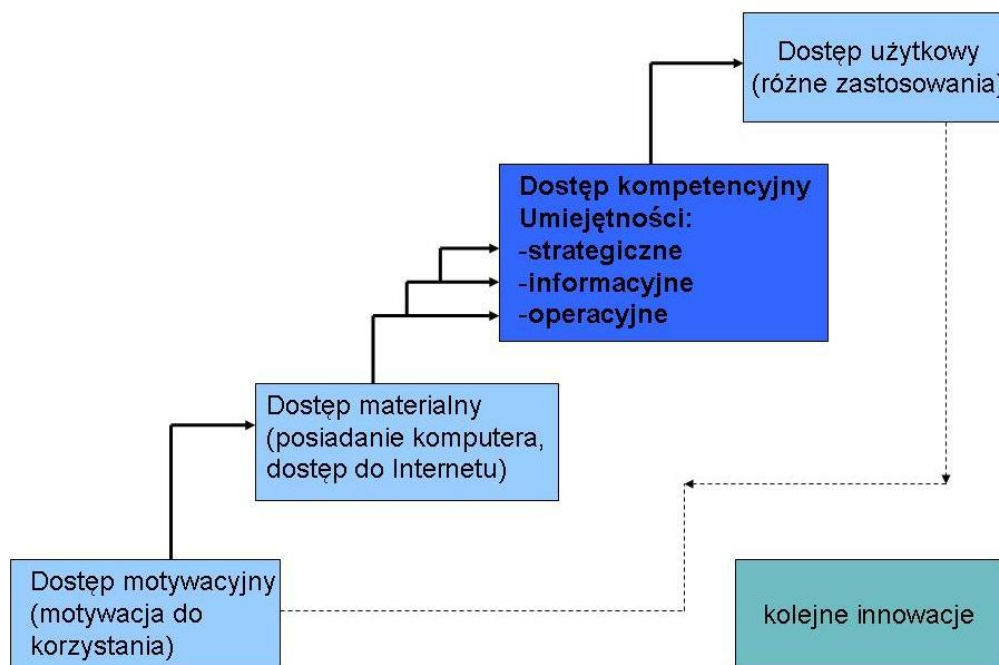 Dostęp użytkowy
(różne zastosowania)
Dostęp kompetencyjny
Umiejętności:
-strategiczne
-informacyjne
-operacyjne
Dostęp materialny
(posiadanie komputera,
dostęp do Internetu)
Dostęp motywacyjny
(motywacja do
korzystania)
kolejne innowacje